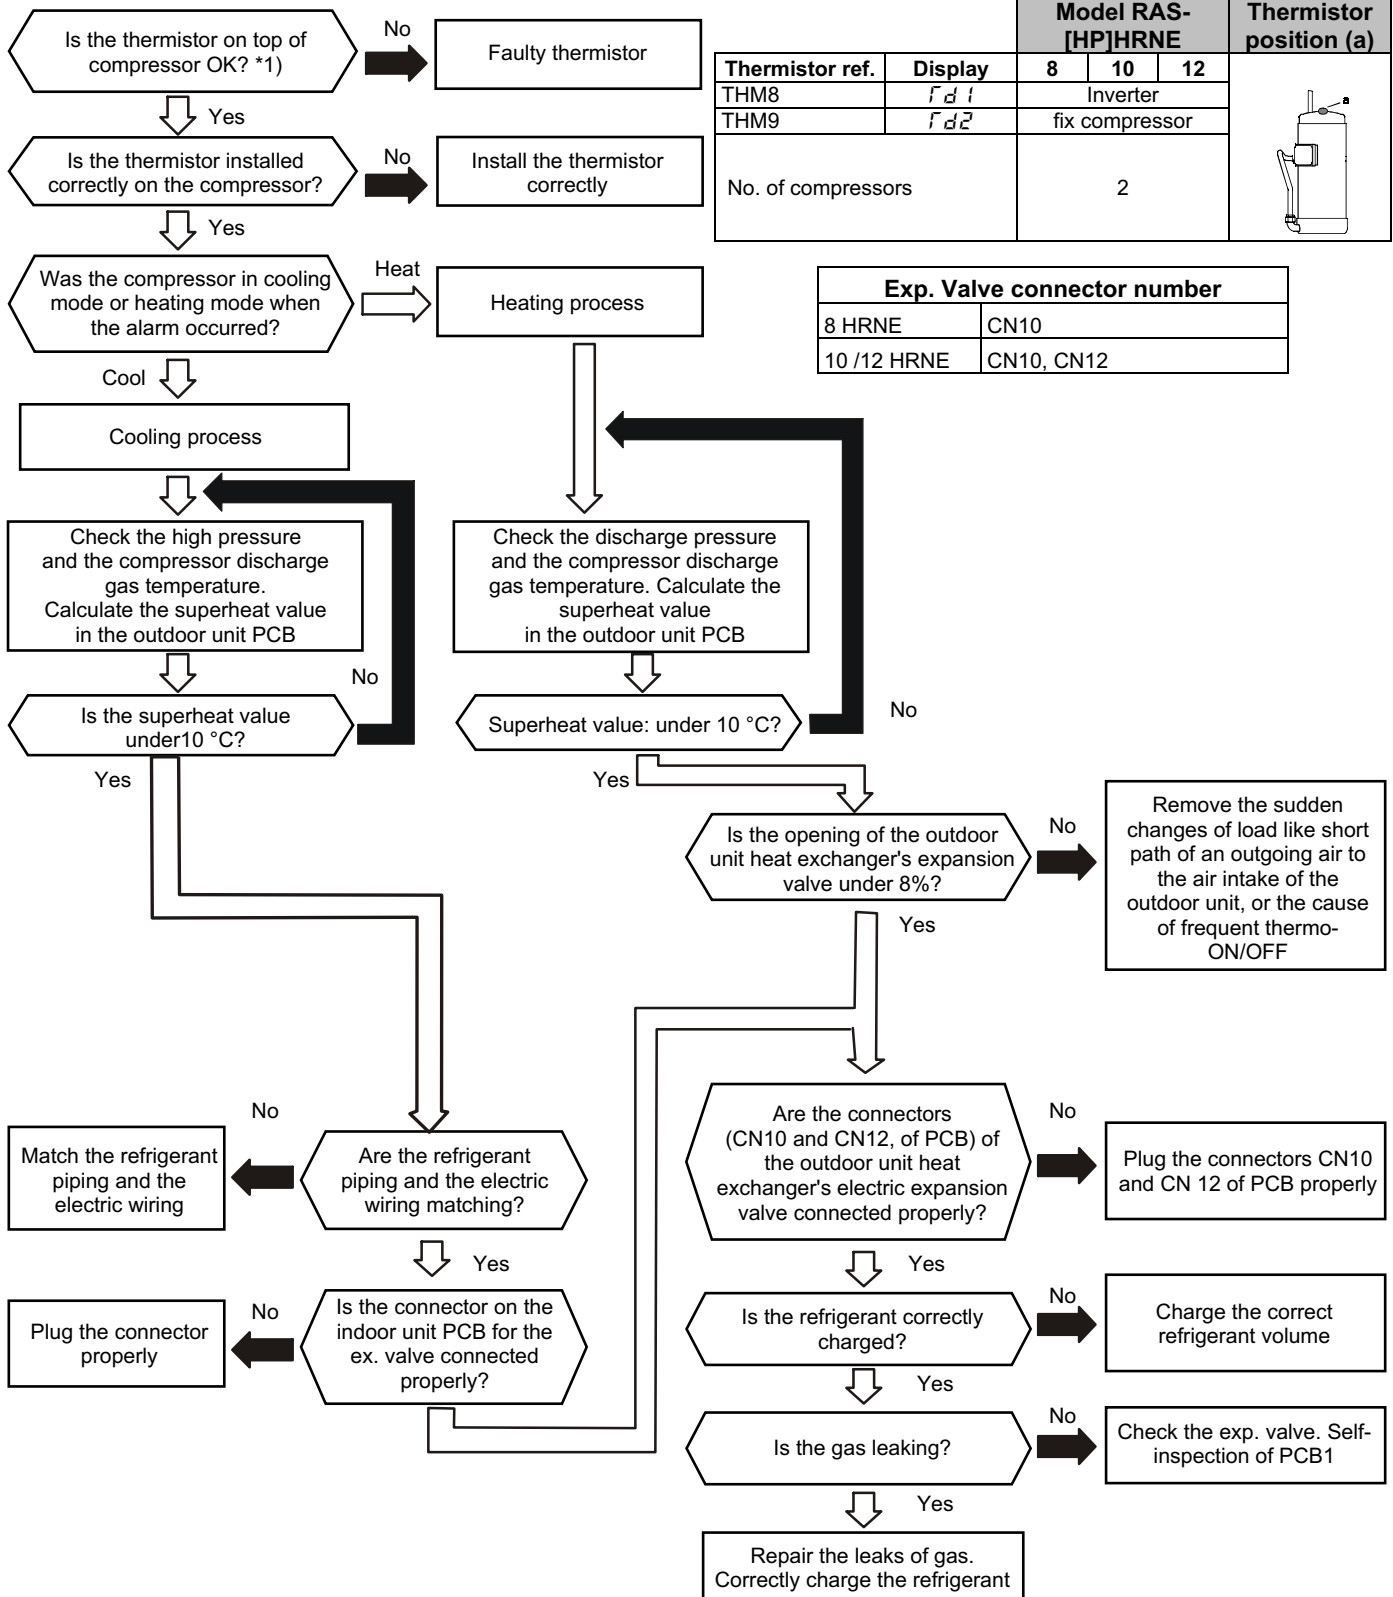 Is the thermistor on top of
compressor OK? *1)
No
Faulty thermistor
Yes
Is the thermistor installed
correctly on the compressor?
No
Install the thermistor
correctly
Yes
Was the compressor in cooling
mode or heating mode when
the alarm occurred?
Heat
Heating process
Cool
Cooling process
Model RAS-
[HP]HRNE
Thermistor
position (a)
Thermistor ref. Display 8 10 12
THM8 Td1 Inverter
THM9 Td2 fix compressor
No. of compressors 2
a
Exp. Valve connector number
8 HRNE CN10
10 /12 HRNE CN10, CN12
Check the high pressure
and the compressor discharge
gas temperature.
Calculate the superheat value
in the outdoor unit PCB
No
Is the superheat value
under10 °C?
Yes
Check the discharge pressure
and the compressor discharge
gas temperature. Calculate the
superheat value
in the outdoor unit PCB
Superheat value: under 10 °C?
No
Yes
Is the opening of the outdoor
unit heat exchanger's expansion
valve under 8%?
No
Remove the sudden
changes of load like short
path of an outgoing air to
the air intake of the
outdoor unit, or the cause
of frequent thermo-
ON/OFF
Yes
No
Match the refrigerant
piping and the
electric wiring
Are the refrigerant
piping and the electric
wiring matching?
Yes
No
Plug the connector
properly
Is the connector on the
indoor unit PCB for the
ex. valve connected
properly?
Are the connectors
(CN10 and CN12, of PCB) of
the outdoor unit heat
exchanger's electric expansion
valve connected properly?
No
Plug the connectors CN10
and CN 12 of PCB properly
Yes
Is the refrigerant correctly
charged?
No
Charge the correct
refrigerant volume
Yes
Is the gas leaking?
No
Check the exp. valve. Self-
inspection of PCB1
Yes
Repair the leaks of gas.
Correctly charge the refrigerant